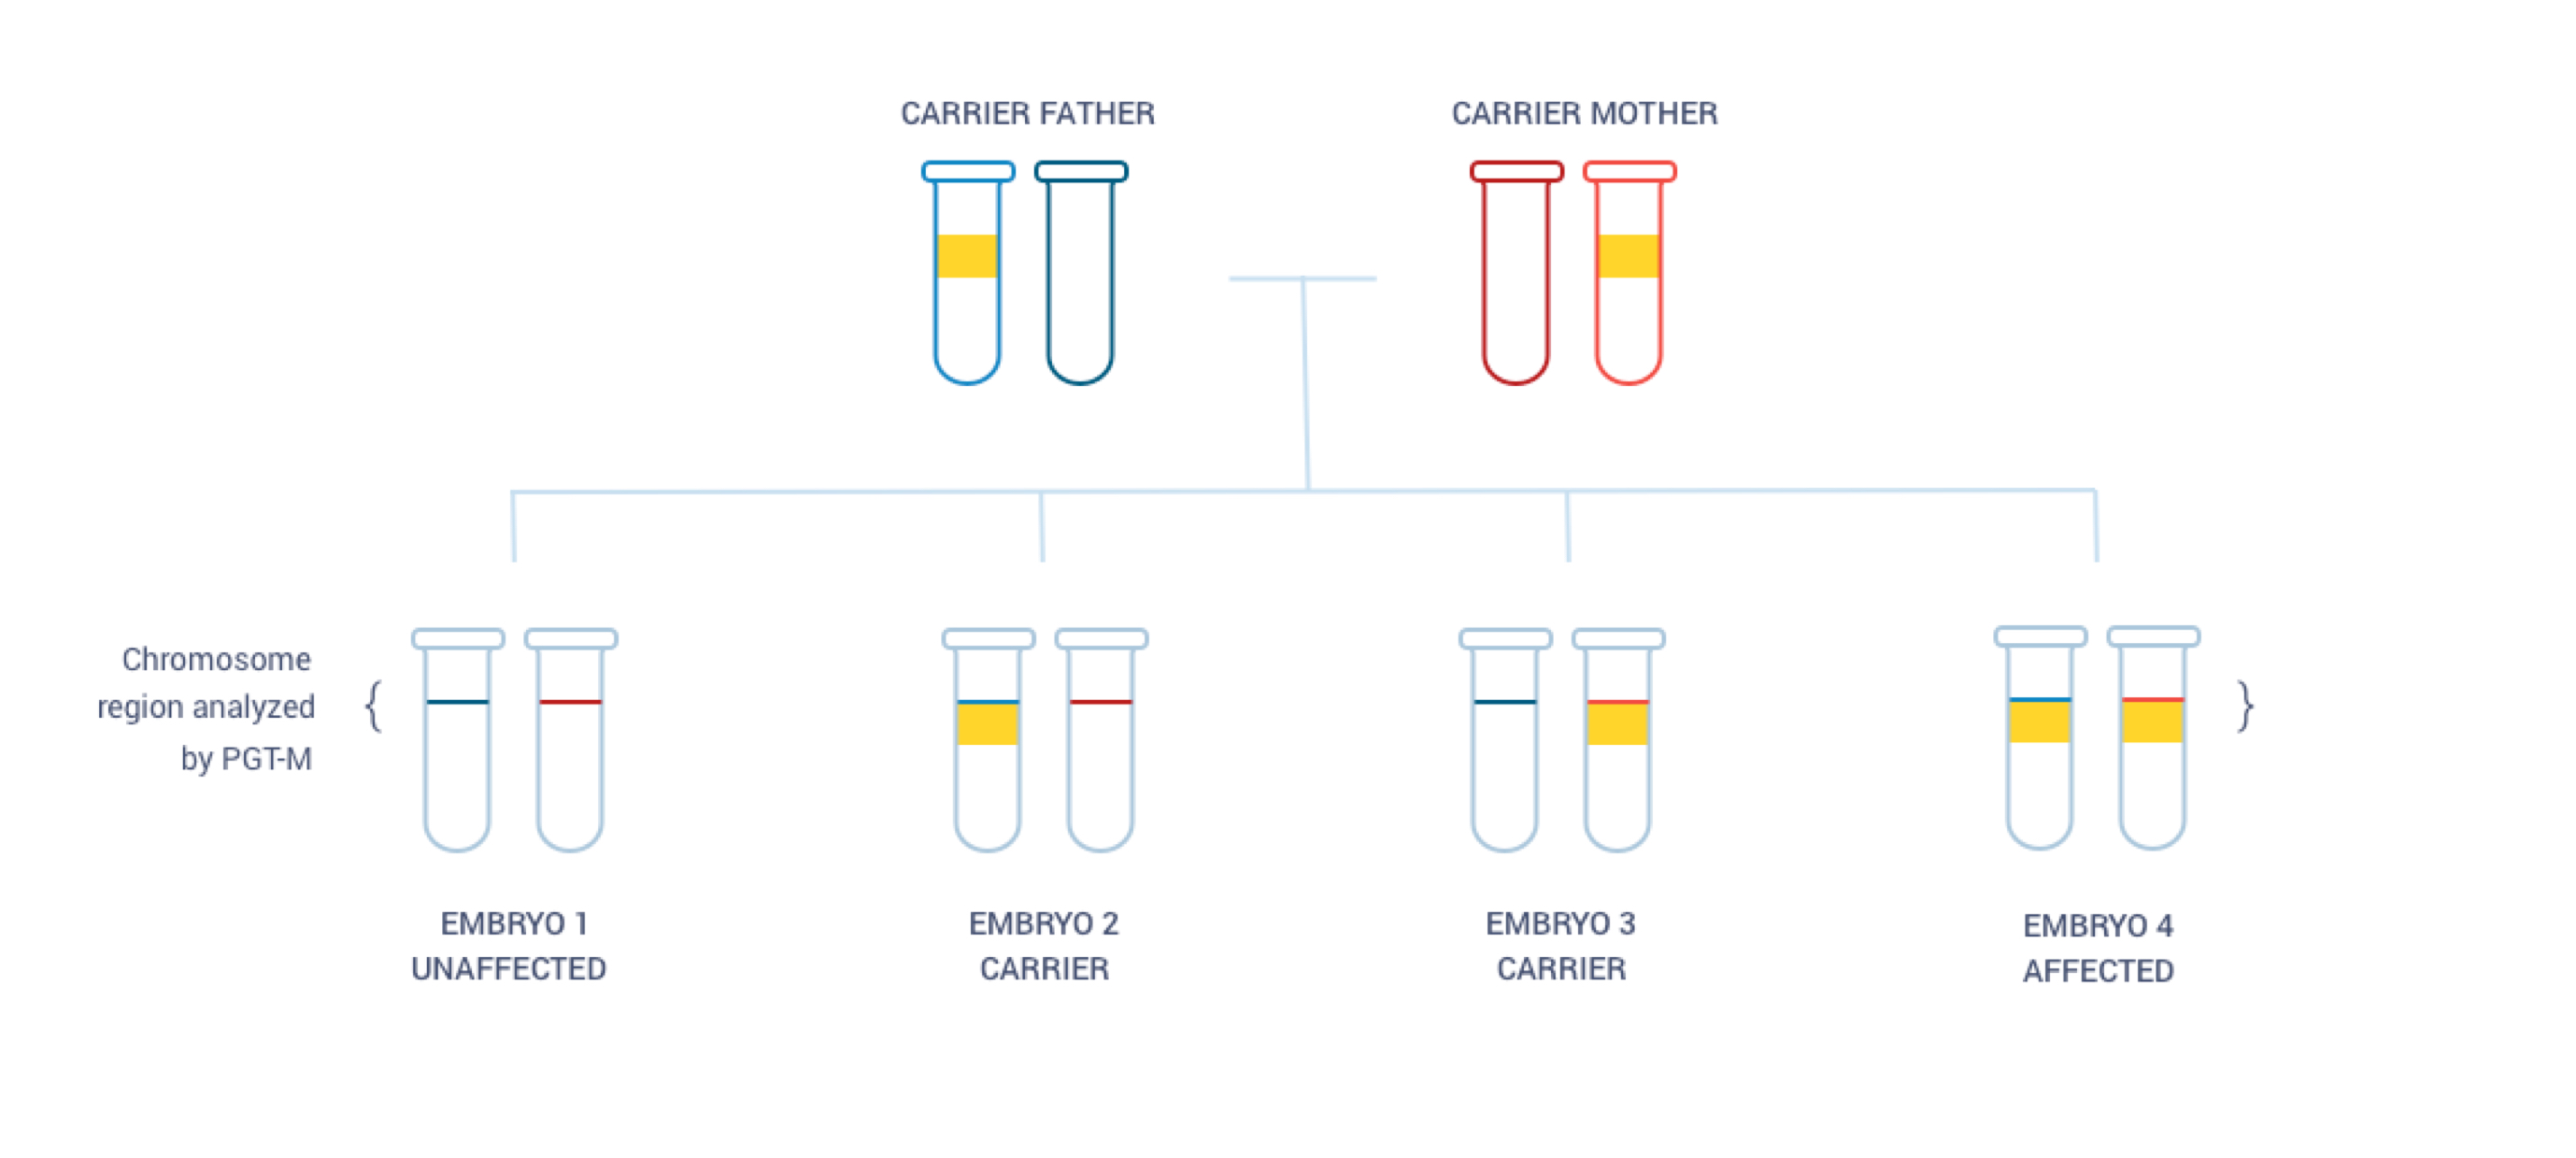 CARRIER FATHER
CARRIER MOTHER
Chromosome
region analyzed
by PGT-M
{
}
EMBRYO 1
UNAFFECTED
EMBRYO 2
CARRIER
EMBRYO 3
CARRIER
EMBRYO 4
AFFECTED